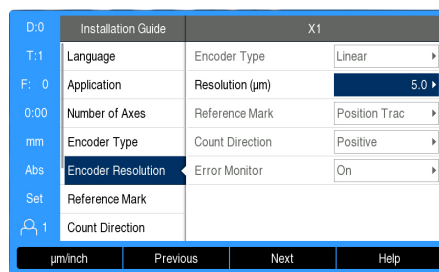 D:0 Installation Guide X1
T:1 Language Encoder Type Linear
F: 0 Application Resolution (µm) 5.0
0:00 Number of Axes Reference Mark Position Trac
mm Encoder Type Count Direction Positive
Abs Encoder Resolution Error Monitor On
Set Reference Mark
1 Count Direction
µm/inch Previous Next Help